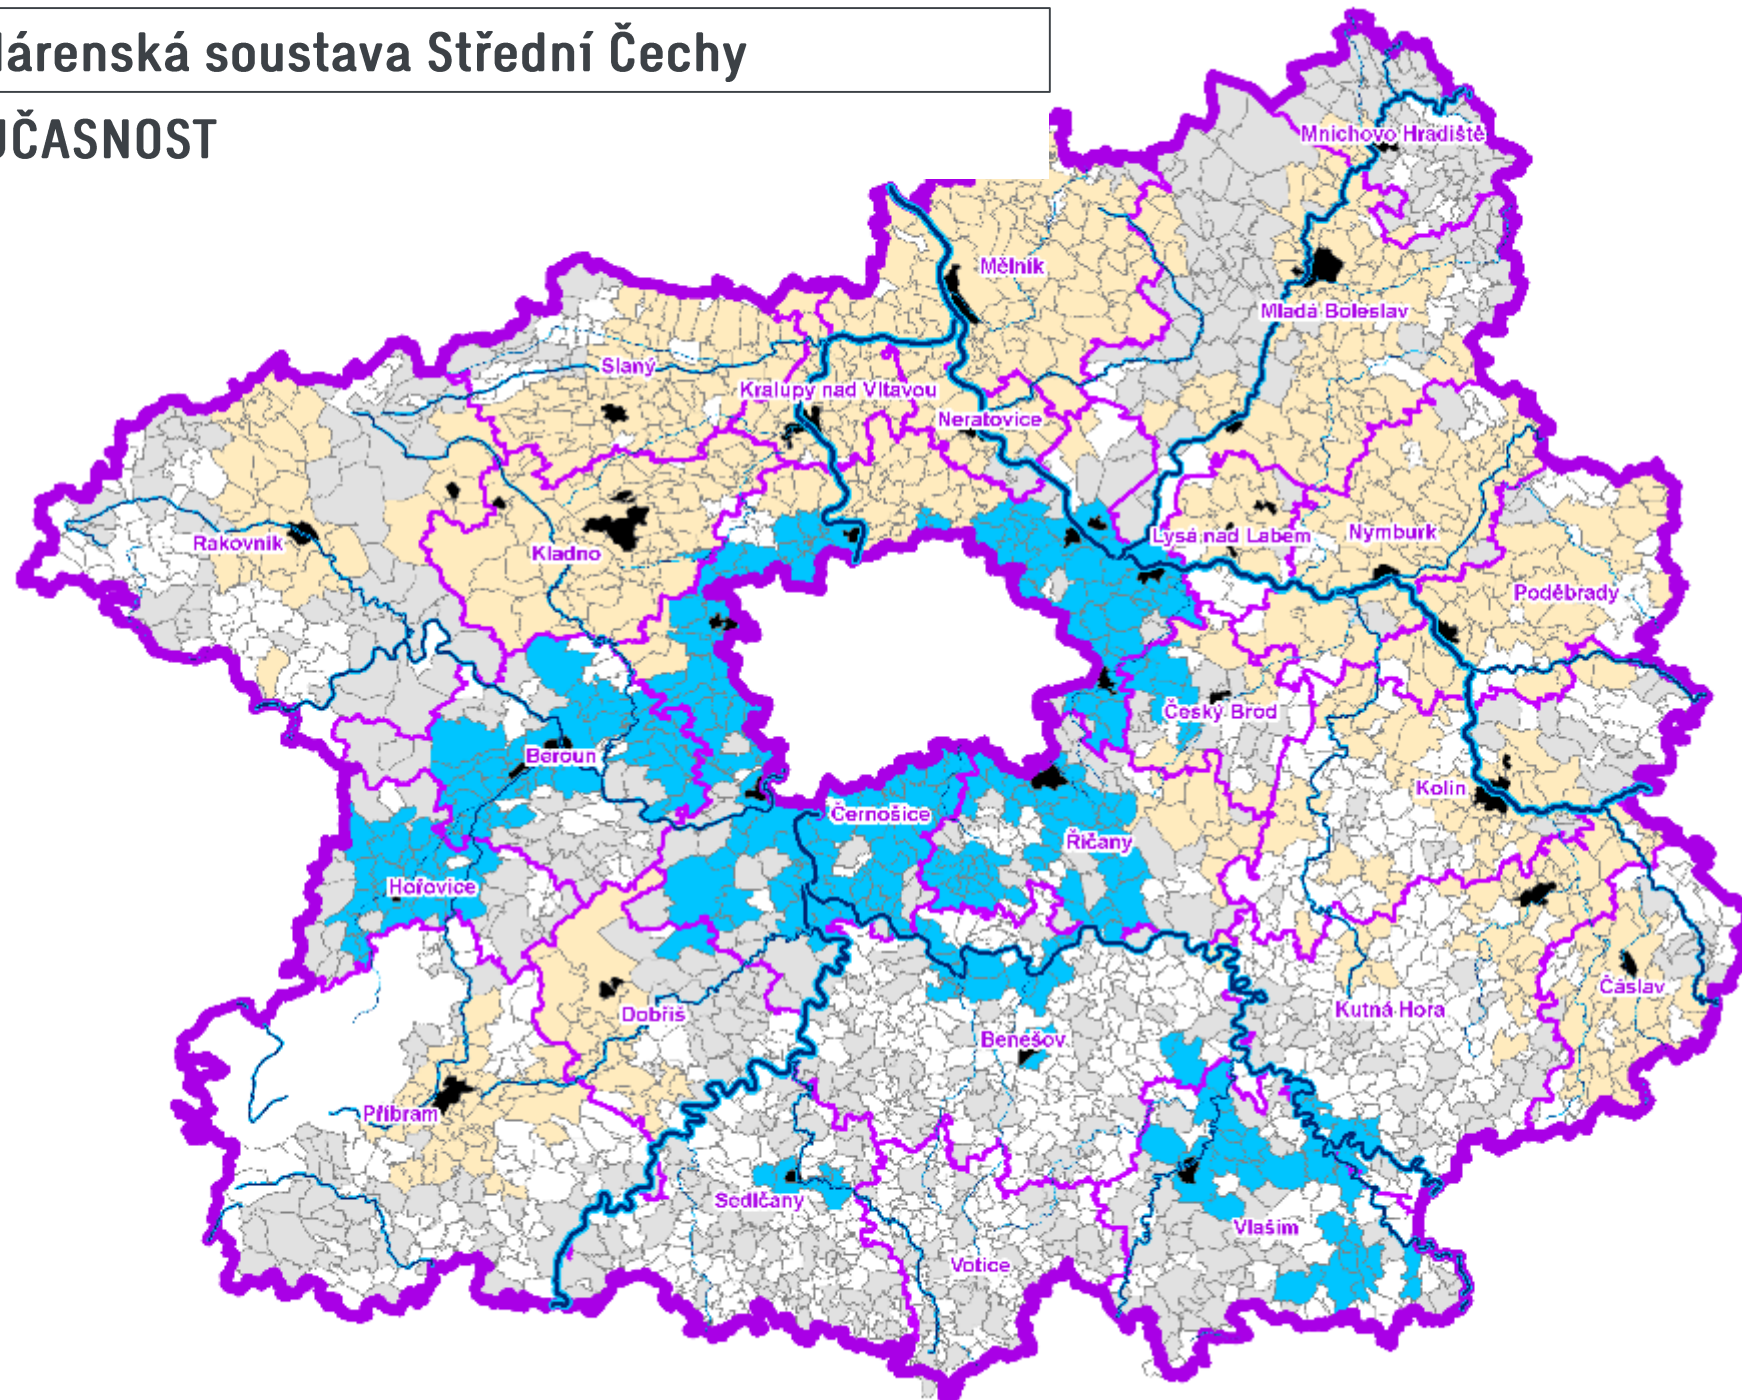 lárenská soustava Střední Čechy
UČASNOST
Mnichovo Hradiště
Mělník
Mladá Boleslav
Slaný
Kralupy nad Vltavou
Neratovice
Rakovník
Kladno
Lysá nad Labem
Nymburk
Poděbrady
Český Brod
Beroun
Kolín
Černošice
Říčany
Hořovice
Čáslav
Kutná Hora
Dobříš
Benešov
Příbram
Sedlčany
Vlašim
Votice